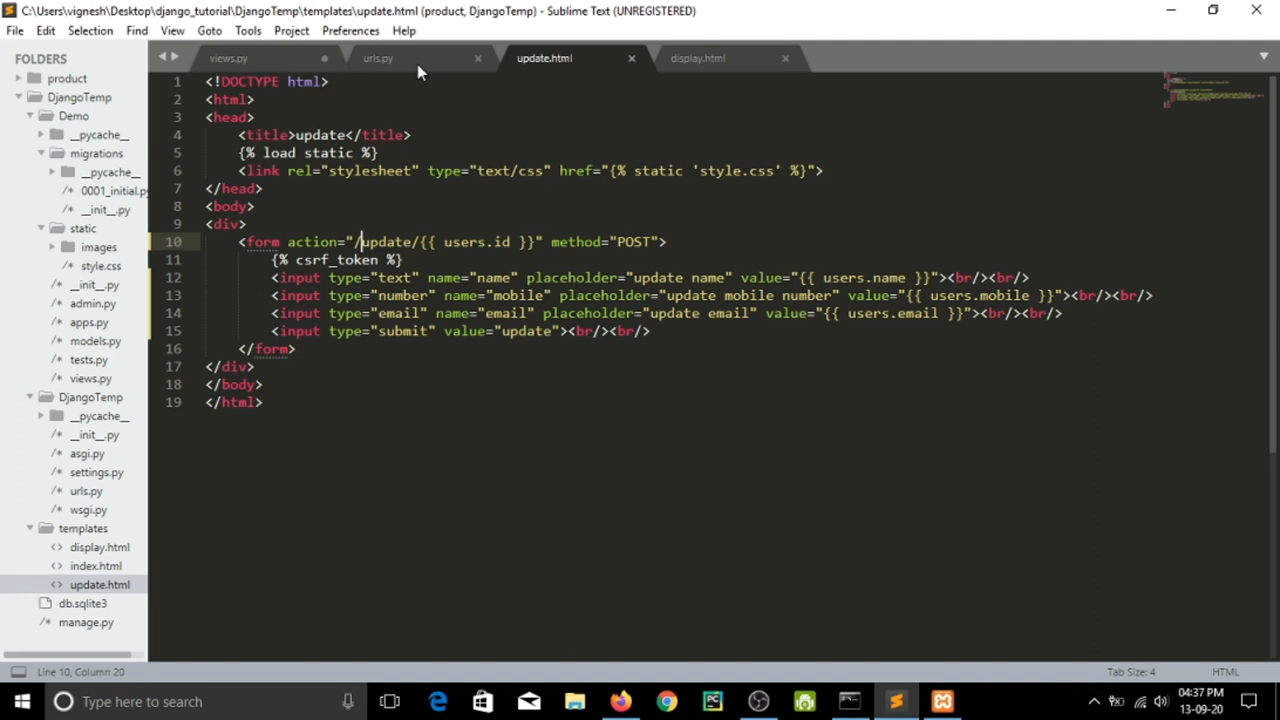 C:\Users\vignesh\Desktop\django_tutorial\DjangoTemp\templates\update.html (product, DjangoTemp) - Sublime Text (UNREGISTERED)
File Edit Selection Find View Goto Tools Project Preferences Help
FOLDERS
product
DjangoTemp
Demo
__pycache__
migrations
__pycache__
0001_initial.py
__init__.py
static
images
style.css
__init__.py
admin.py
apps.py
models.py
tests.py
views.py
DjangoTemp
__pycache__
__init__.py
asgi.py
settings.py
urls.py
wsgi.py
templates
display.html
index.html
update.html
db.sqlite3
manage.py
views.py urls.py update.html display.html
1 <!DOCTYPE html>
2 <html>
3 <head>
4 <title>update</title>
5 {% load static %}
6 <link rel="stylesheet" type="text/css" href="{% static 'style.css' %}">
7 </head>
8 <body>
9 <div>
10 <form action="/update/{{ users.id }}" method="POST">
11 {% csrf_token %}
12 <input type="text" name="name" placeholder="update name" value="{{ users.name }}"><br/><br/>
13 <input type="number" name="mobile" placeholder="update mobile number" value="{{ users.mobile }}"><br/><br/>
14 <input type="email" name="email" placeholder="update email" value="{{ users.email }}"><br/><br/>
15 <input type="submit" value="update"><br/><br/>
16 </form>
17 </div>
18 </body>
19 </html>
Line 10, Column 20 Tab Size: 4 HTML
Type here to search
04:37 PM
13-09-20